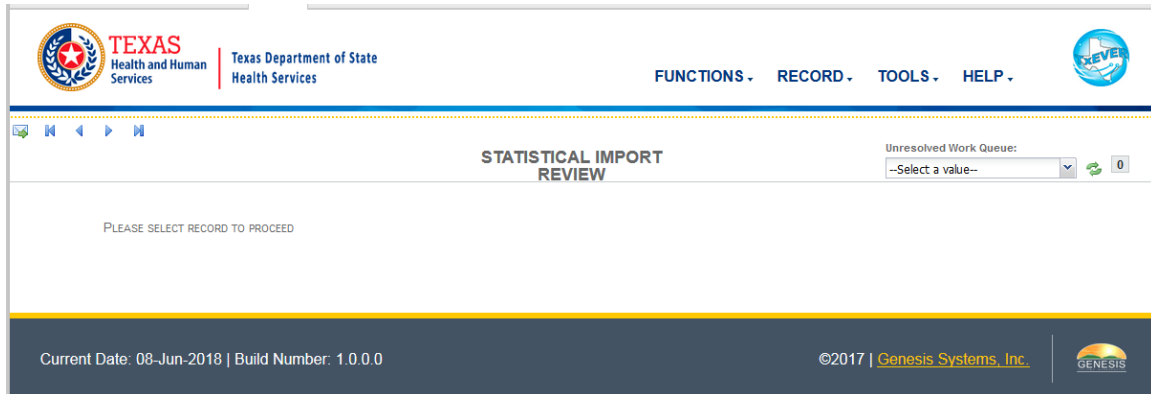 TEXAS
Health and Human
Services
Texas Department of State
Health Services
FUNCTIONS
RECORD
TOOLS
HELP
TxEVER
STATISTICAL IMPORT
REVIEW
Unresolved Work Queue:
--Select a value--
0
PLEASE SELECT RECORD TO PROCEED
Current Date: 08-Jun-2018 | Build Number: 1.0.0.0
©2017 | Genesis Systems, Inc.
GENESIS